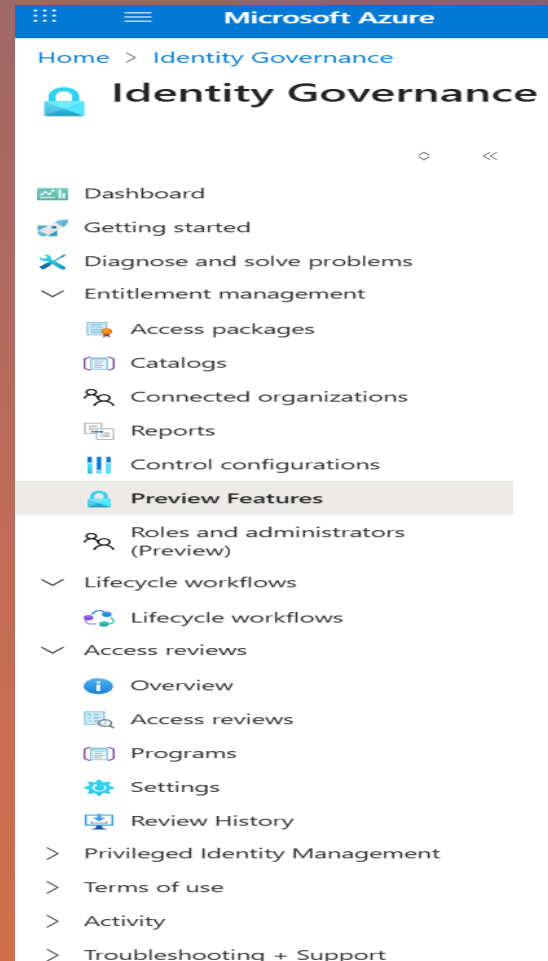 Microsoft Azure
Home > Identity Governance
Identity Governance
Dashboard
Getting started
Diagnose and solve problems
Entitlement management
Access packages
Catalogs
Connected organizations
Reports
Control configurations
Preview Features
Roles and administrators
(Preview)
Lifecycle workflows
Lifecycle workflows
Access reviews
Overview
Access reviews
Programs
Settings
Review History
Privileged Identity Management
Terms of use
Activity
Troubleshooting + Support